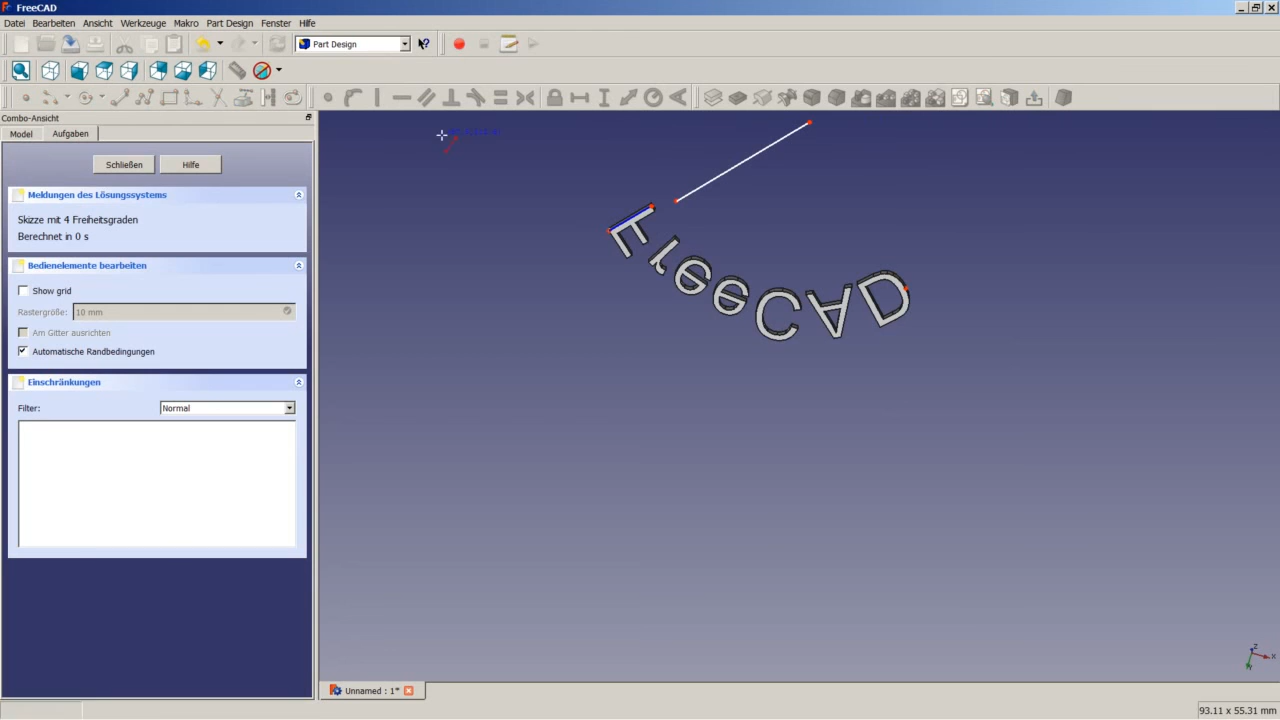 FreeCAD
Datei Bearbeiten Ansicht Werkzeuge Makro Part Design Fenster Hilfe
Part Design
Combo-Ansicht
Model Aufgaben
Schließen Hilfe
Meldungen des Lösungssystems
Skizze mit 4 Freiheitsgraden
Berechnet in 0 s
Bedienelemente bearbeiten
Show grid
Rastergröße: 10 mm
Am Gitter ausrichten
Automatische Randbedingungen
Einschränkungen
Filter: Normal
FreeCAD
Z
X
Y
Unnamed : 1*
93.11 x 55.31 mm